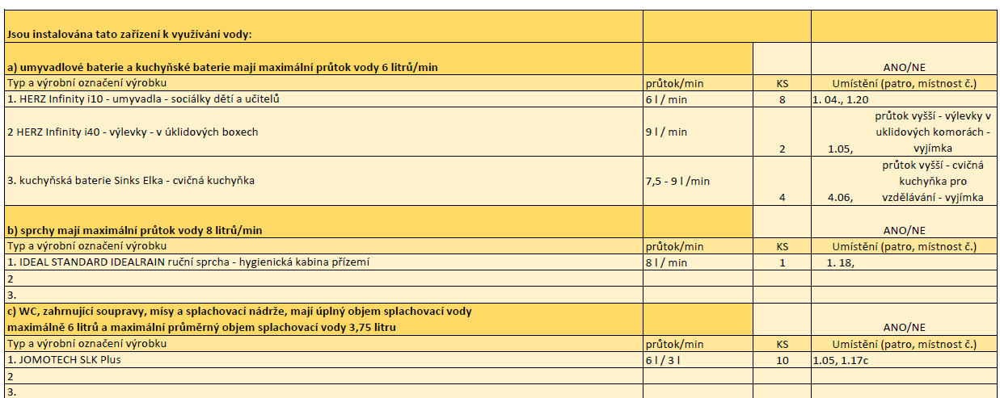 Jsou instalována tato zařízení k využívání vody:
a) umyvadlové baterie a kuchyňské baterie mají maximální průtok vody 6 litrů/min ANO/NE
Typ a výrobní označení výrobku průtok/min KS Umístění (patro, místnost č.)
1. HERZ Infinity i10 - umyvadla - sociálky dětí a učitelů 6 l / min 8 1. 04., 1.20
2 HERZ Infinity i40 - výlevky - v úklidových boxech 9 l / min 2 1.05, průtok vyšší - výlevky v
uklidových komorách -
vyjímka
3. kuchyňská baterie Sinks Elka - cvičná kuchyňka 7,5 - 9 l /min 4 4.06, průtok vyšší - cvičná
kuchyňka pro
vzdělávání - vyjímka
b) sprchy mají maximální průtok vody 8 litrů/min ANO/NE
Typ a výrobní označení výrobku průtok/min KS Umístění (patro, místnost č.)
1. IDEAL STANDARD IDEALRAIN ruční sprcha - hygienická kabina přízemí 8 l / min 1 1. 18,
2
3.
c) WC, zahrnující soupravy, mísy a splachovací nádrže, mají úplný objem splachovací vody
maximálně 6 litrů a maximální průměrný objem splachovací vody 3,75 litru ANO/NE
Typ a výrobní označení výrobku průtok/min KS Umístění (patro, místnost č.)
1. JOMOTECH SLK Plus 6 l / 3 l 10 1.05, 1.17c
2
3.